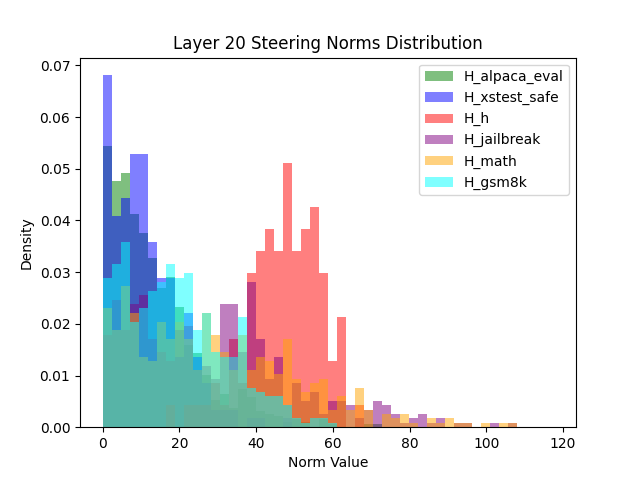 Layer 20 Steering Norms Distribution
H_alpaca_eval
H_xstest_safe
H_h
H_jailbreak
H_math
H_gsm8k
Density
0.07
0.06
0.05
0.04
0.03
0.02
0.01
0.00
0 20 40 60 80 100 120
Norm Value